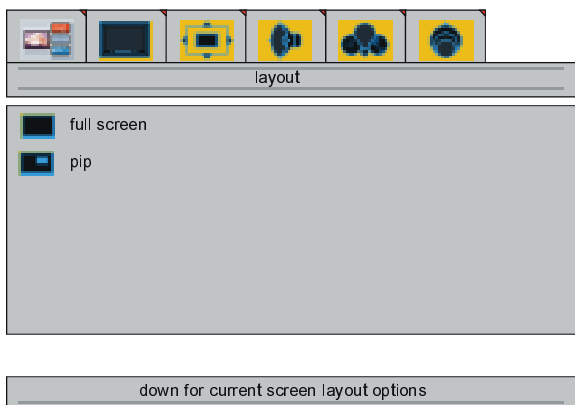 layout
full screen
pip
down for current screen layout options